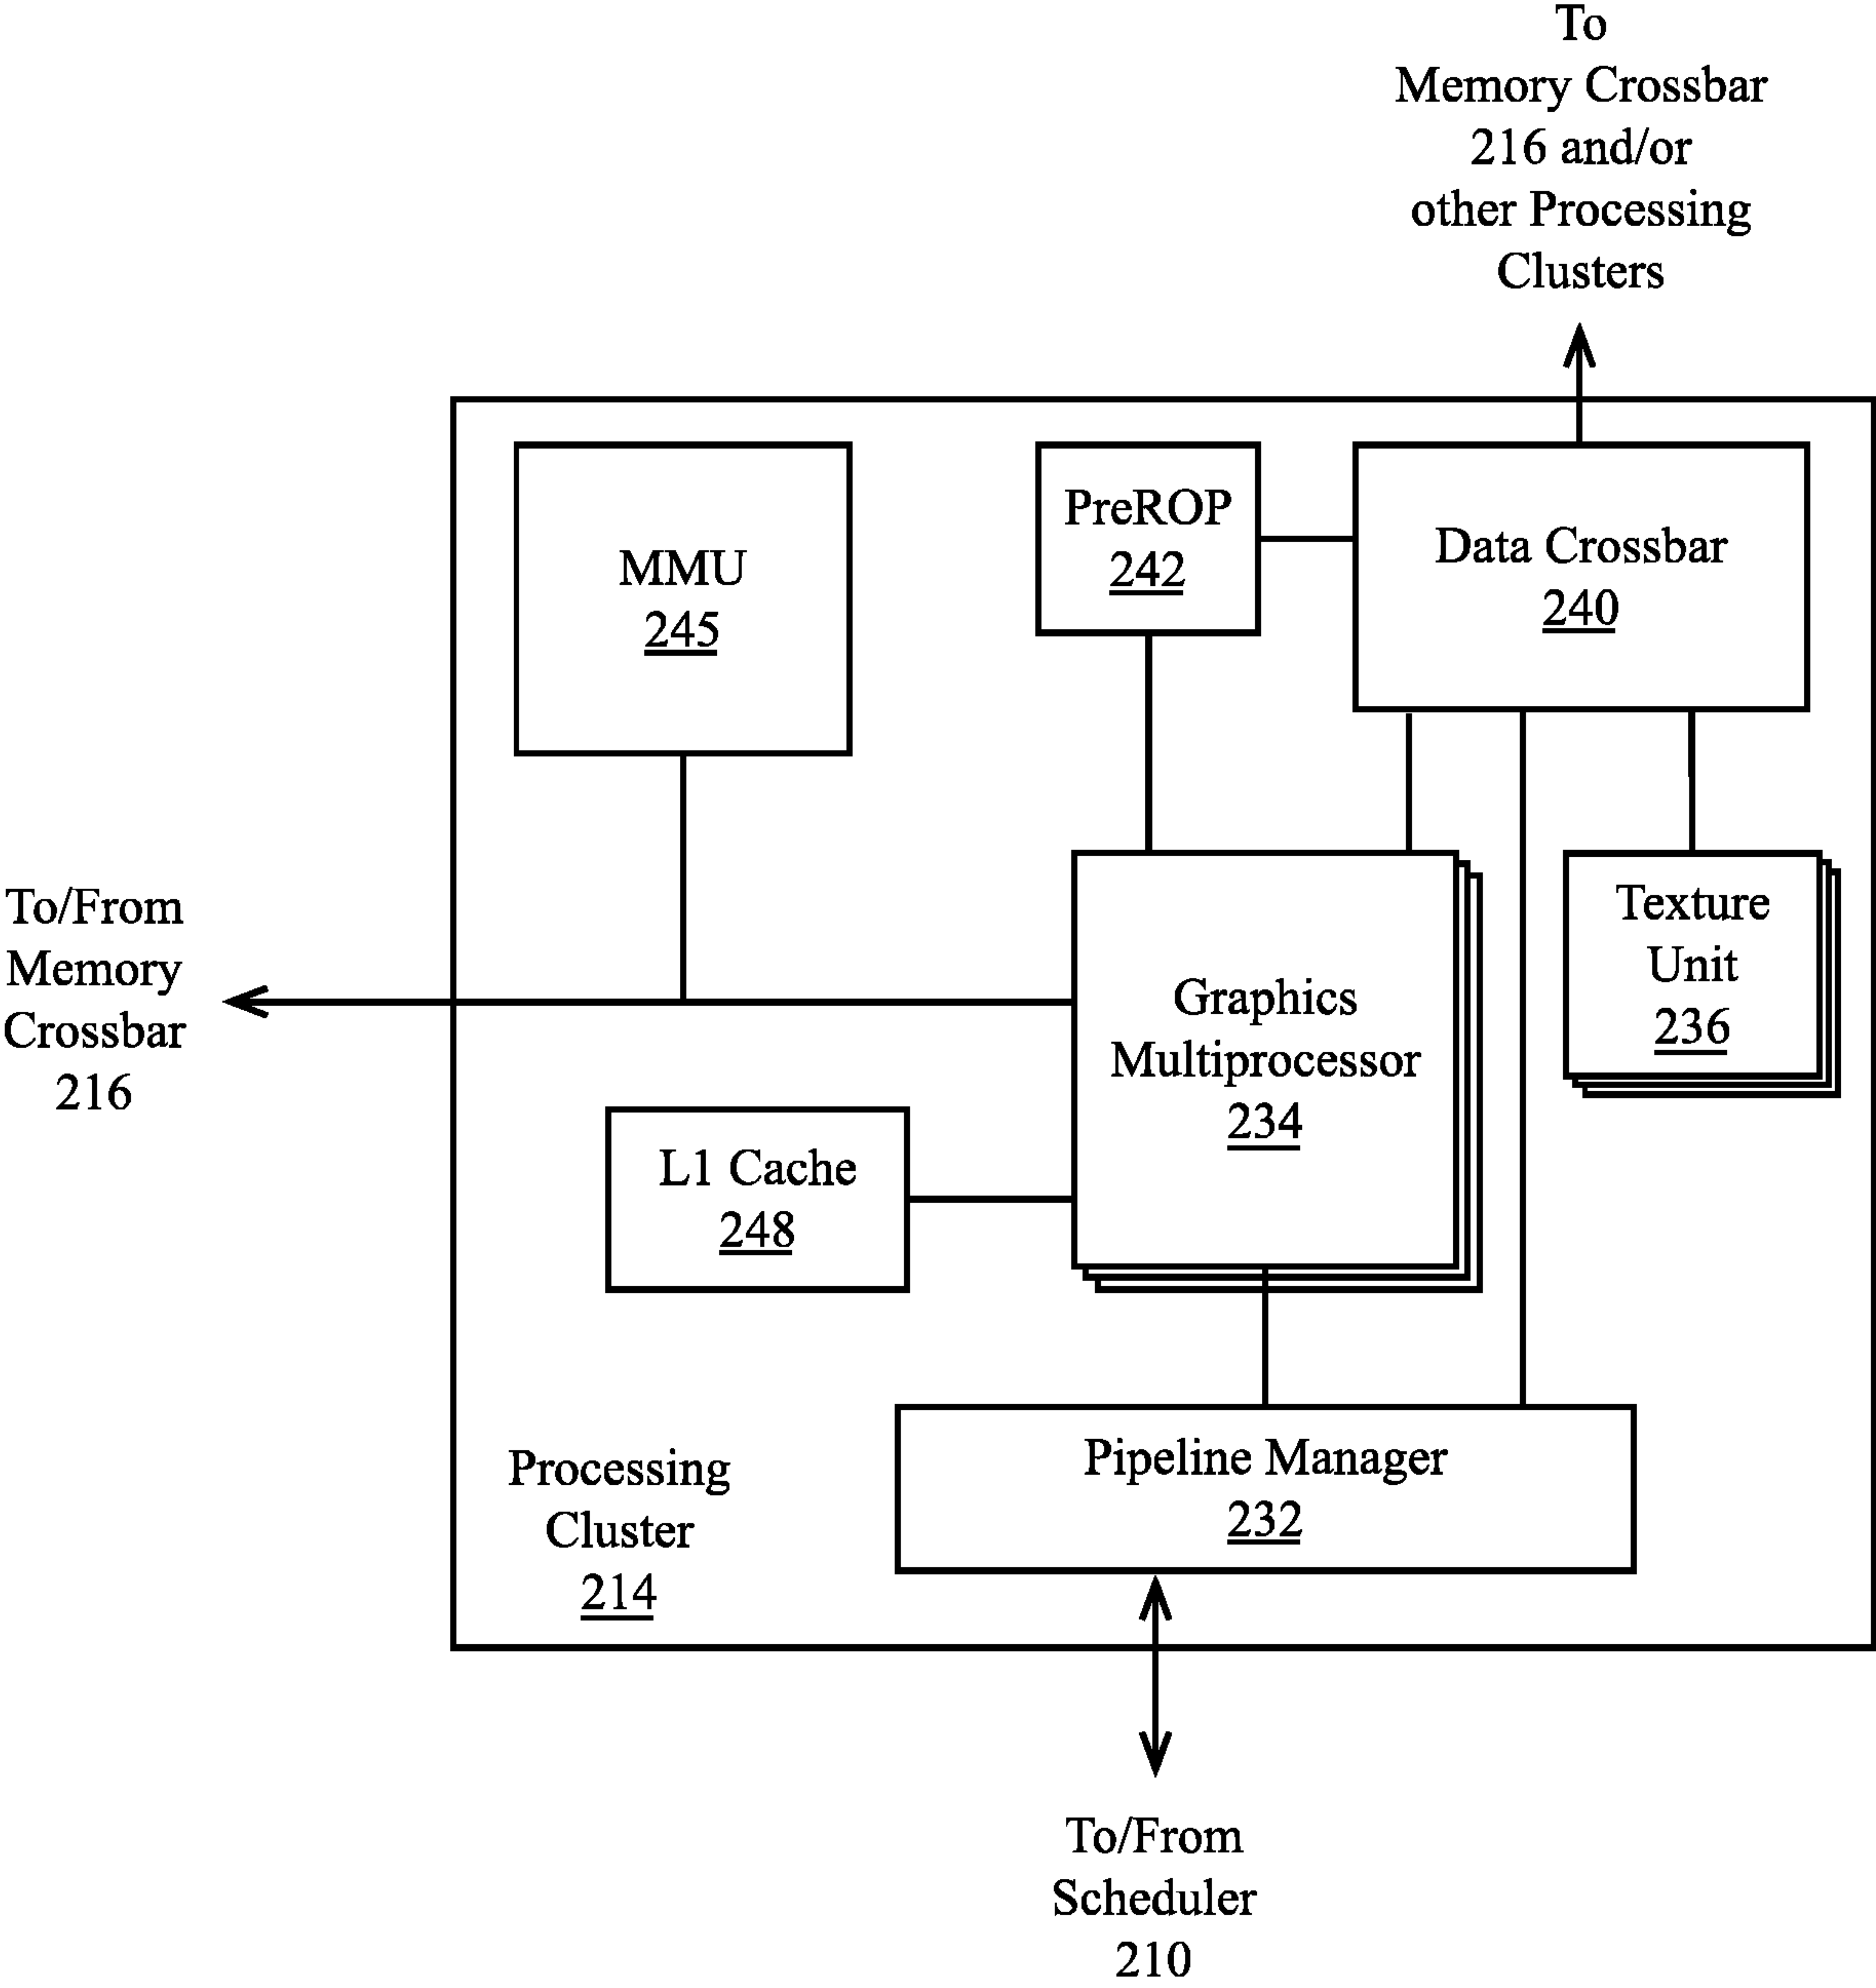 To
Memory Crossbar
216 and/or
other Processing
Clusters
MMU
245
PreROP
242
Data Crossbar
240
To/From
Memory
Crossbar
216
Graphics
Multiprocessor
234
Texture
Unit
236
L1 Cache
248
Pipeline Manager
232
Processing
Cluster
214
To/From
Scheduler
210